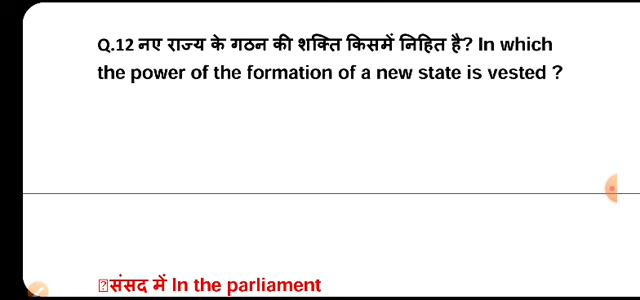 Q.12 नए राज्य के गठन की शक्ति किसमें निहित है? In which
the power of the formation of a new state is vested ?
संसद में In the parliament